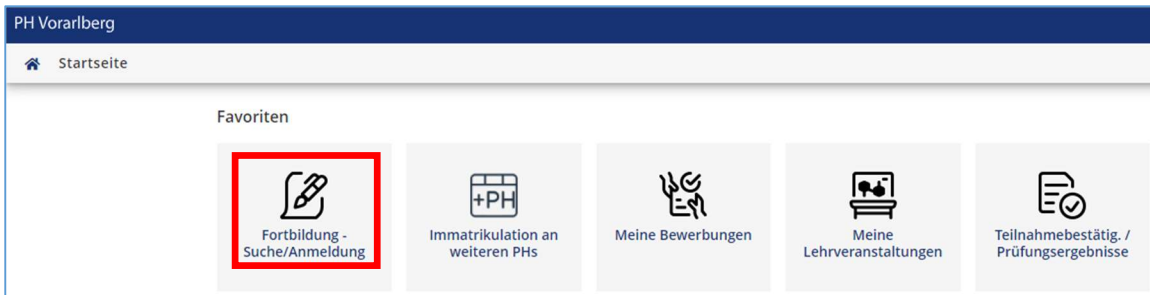 PH Vorarlberg
Startseite
Favoriten
Fortbildung -
Suche/Anmeldung
+PH
Immatrikulation an
weiteren PHs
Meine Bewerbungen
Meine
Lehrveranstaltungen
Teilnahmebestätig. /
Prüfungsergebnisse